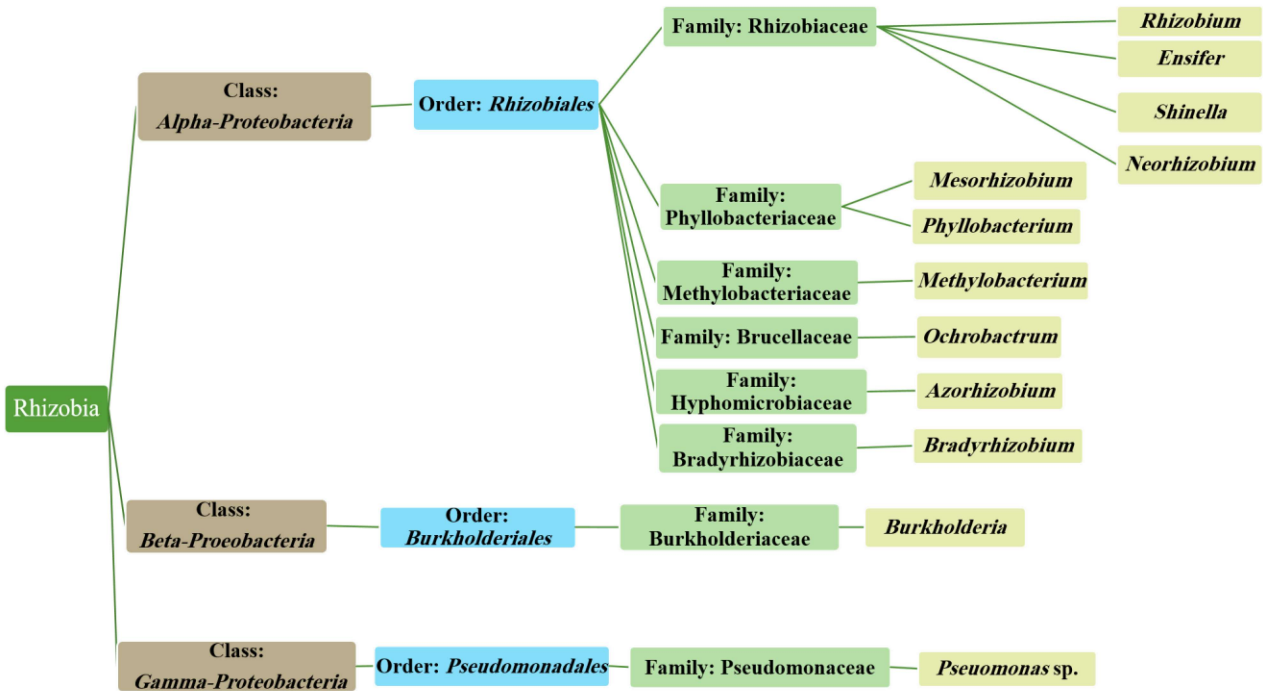 Rhizobia
Class:
Alpha-Proteobacteria
Order: Rhizobiales
Family: Rhizobiaceae
Rhizobium
Ensifer
Shinella
Neorhizobium
Family:
Phyllobacteriaceae
Mesorhizobium
Phyllobacterium
Family:
Methylobacteriaceae
Methylobacterium
Family: Brucellaceae
Ochrobactrum
Family:
Hyphomicrobiaceae
Azorhizobium
Family:
Bradyrhizobiaceae
Bradyrhizobium
Class:
Beta-Proeobacteria
Order:
Burkholderiales
Family:
Burkholderiaceae
Burkholderia
Class:
Gamma-Proteobacteria
Order: Pseudomonadales
Family: Pseudomonaceae
Pseuomonas sp.